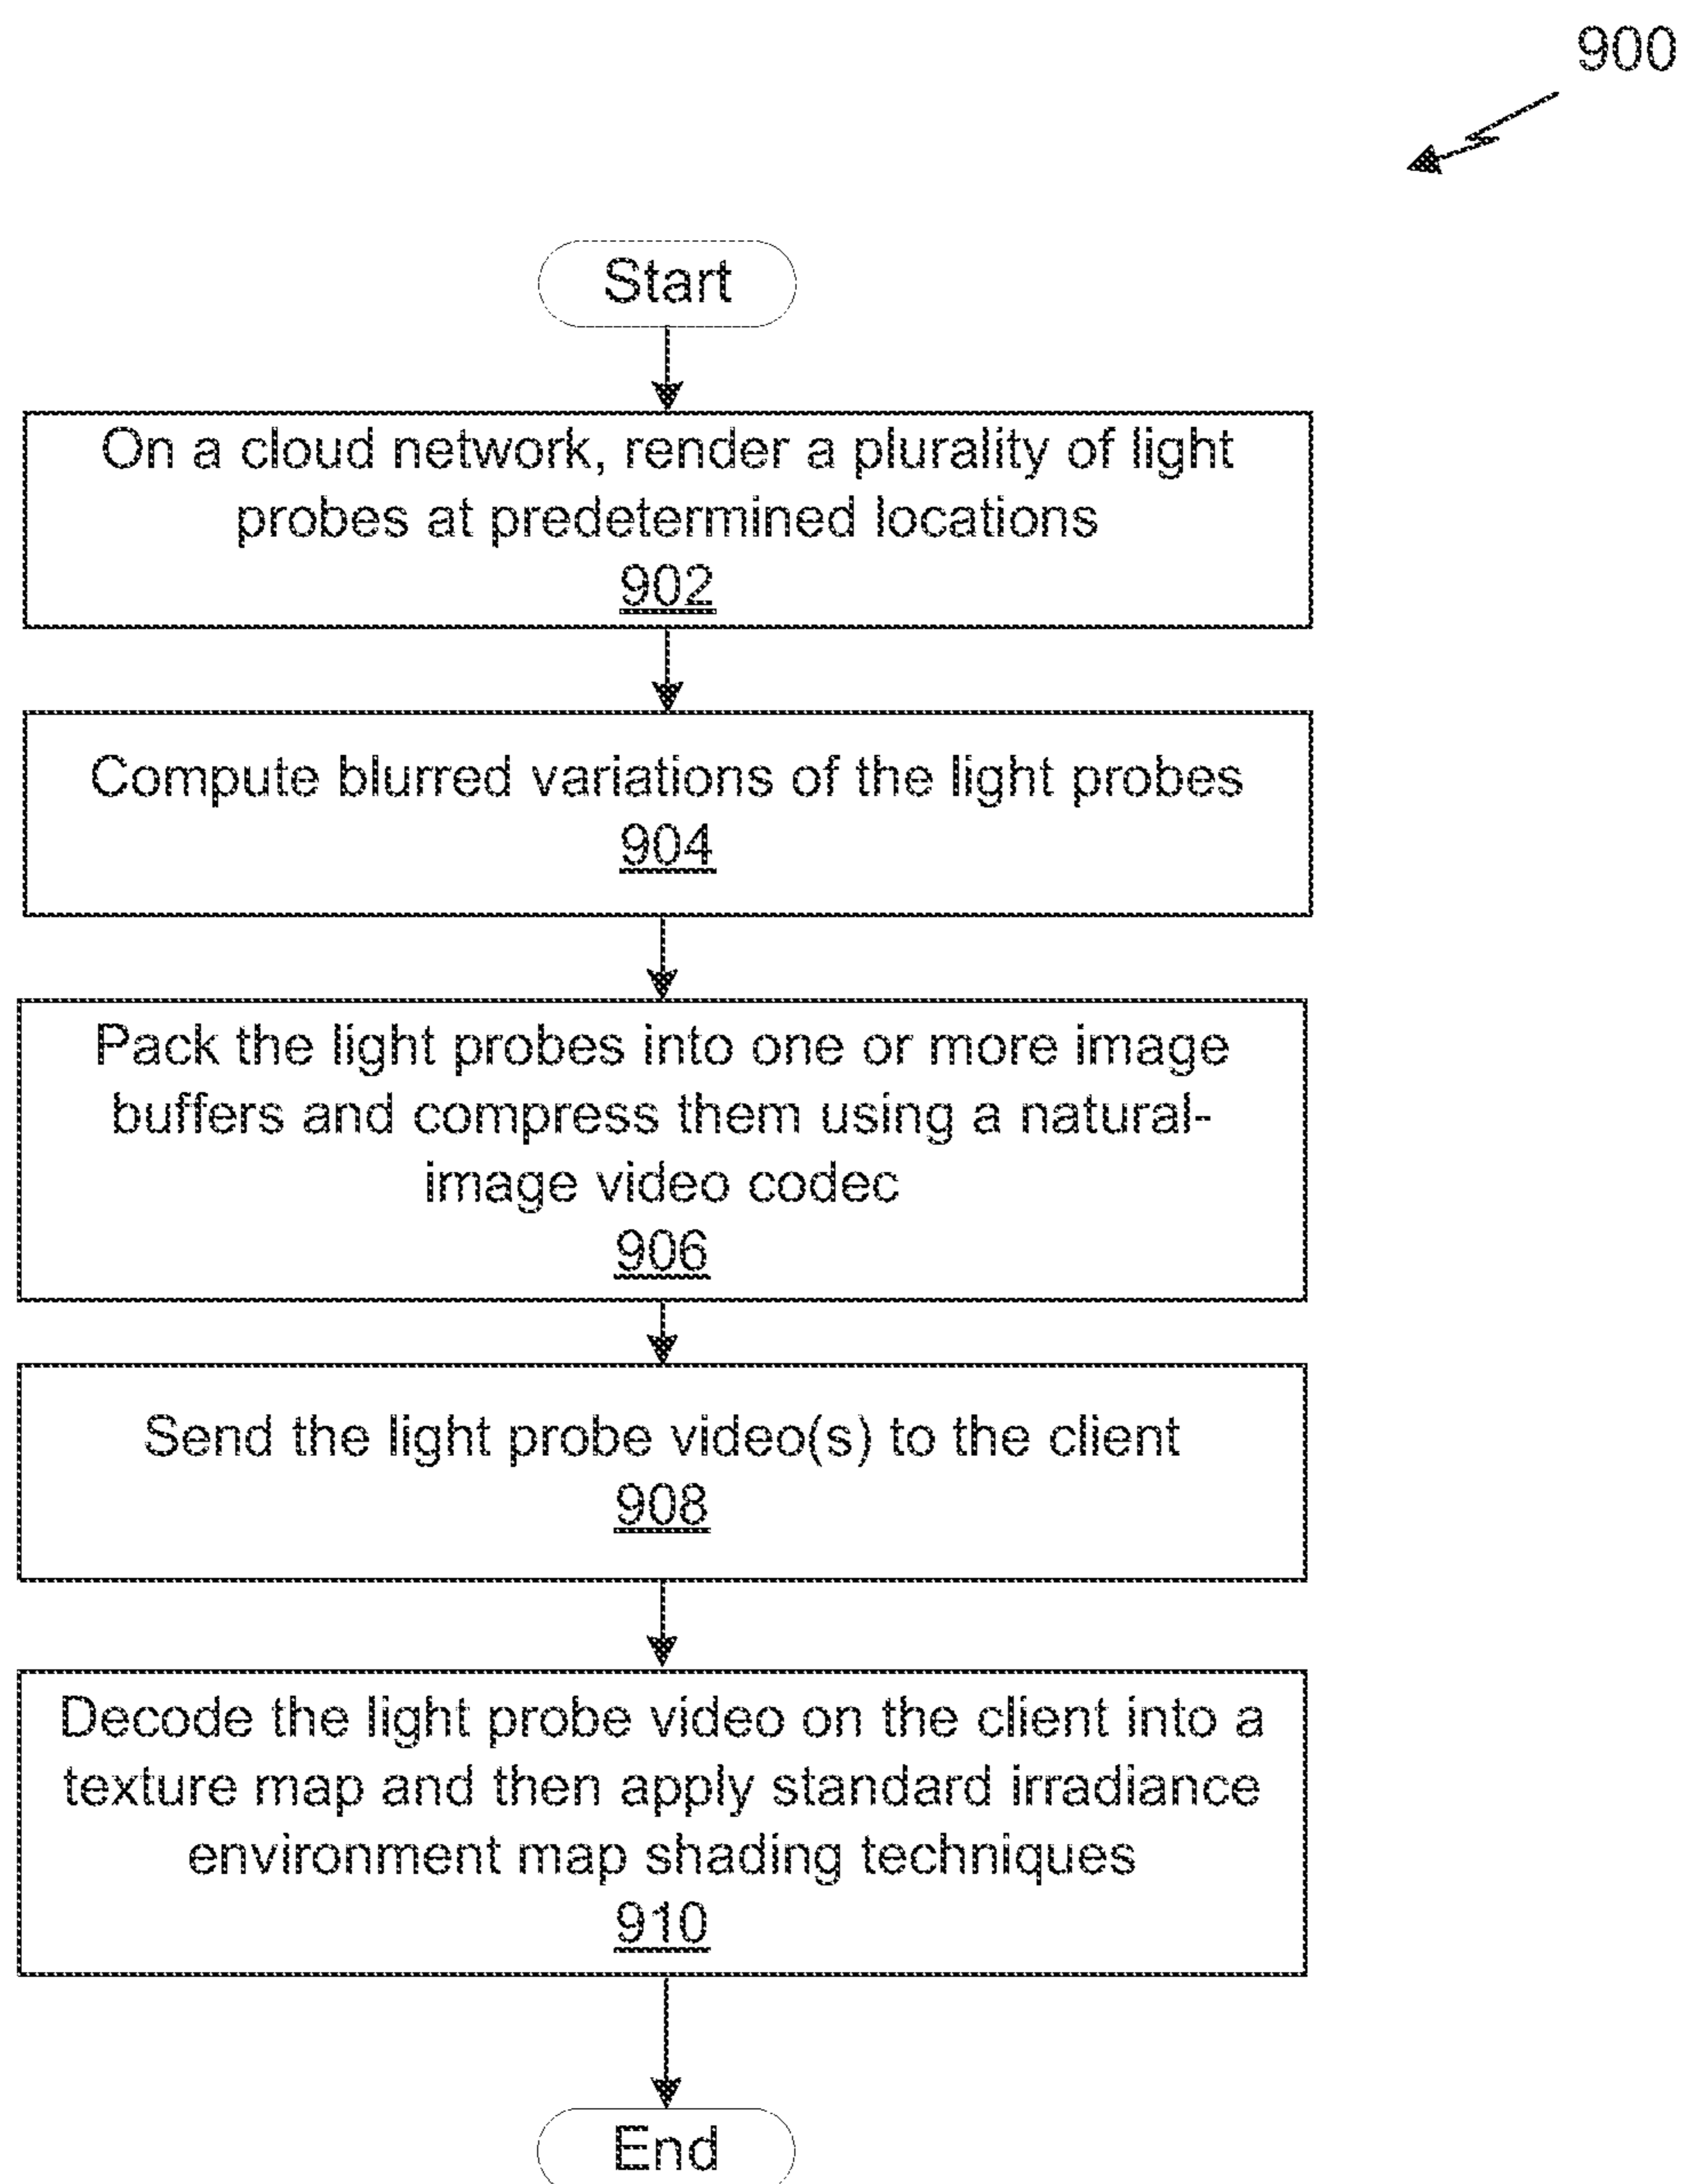 900
Start
On a cloud network, render a plurality of light
probes at predetermined locations
902
Compute blurred variations of the light probes
904
Pack the light probes into one or more image
buffers and compress them using a natural-
image video codec
906
Send the light probe video(s) to the client
908
Decode the light probe video on the client into a
texture map and then apply standard irradiance
environment map shading techniques
910
End